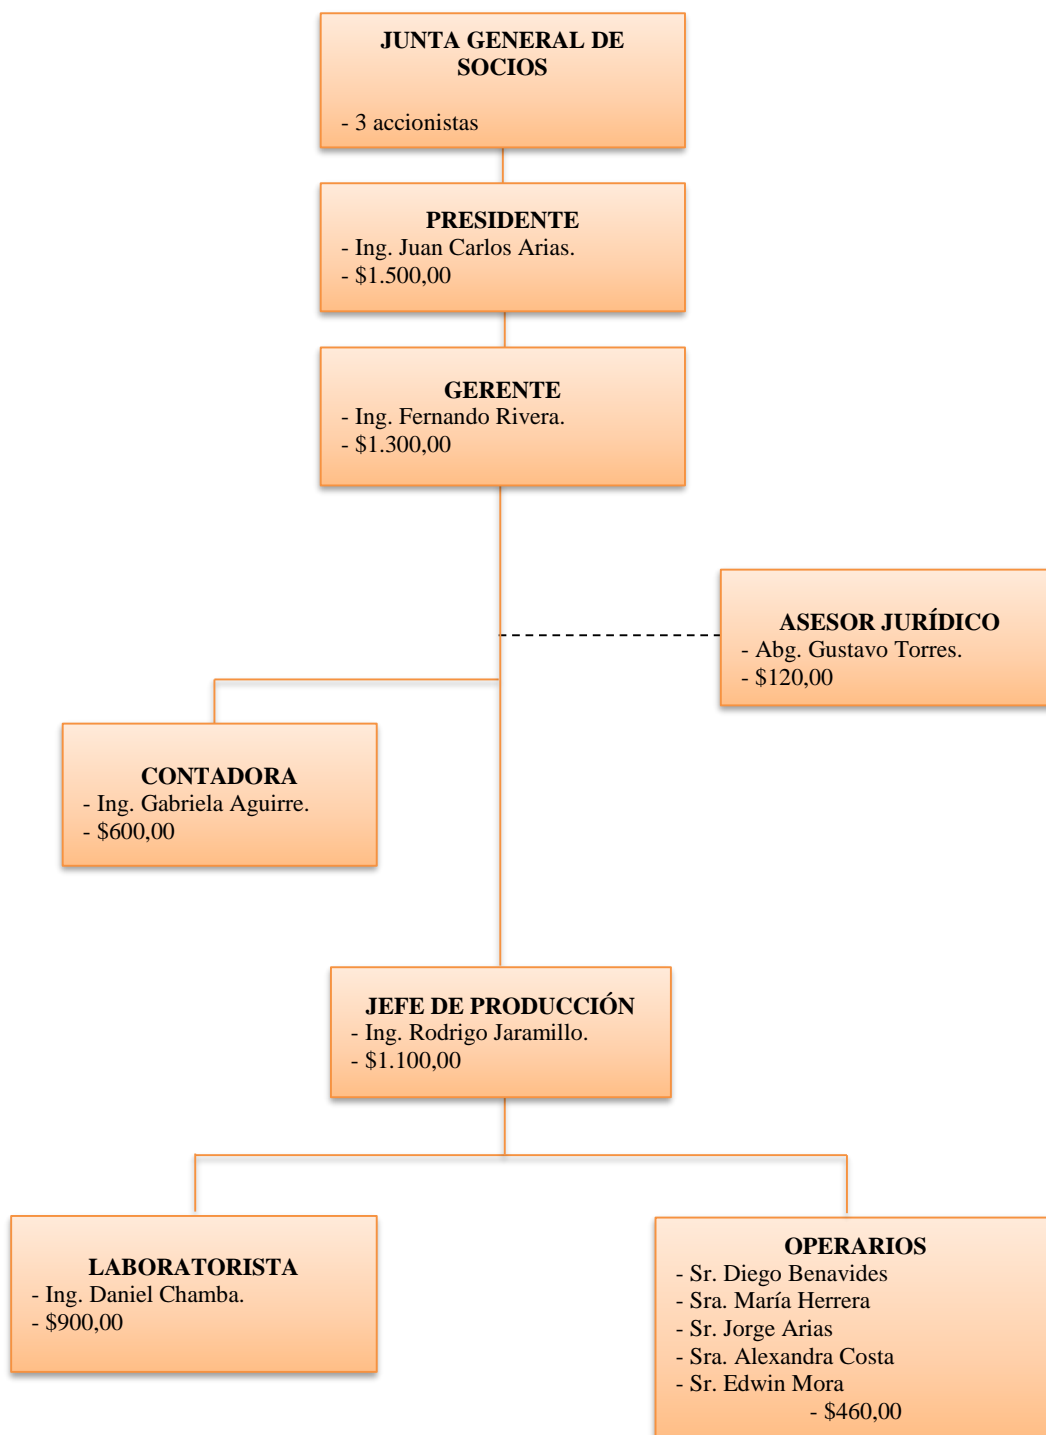 JUNTA GENERAL DE
SOCIOS
- 3 accionistas
PRESIDENTE
- Ing. Juan Carlos Arias.
- $1.500,00
GERENTE
- Ing. Fernando Rivera.
- $1.300,00
ASESOR JURÍDICO
- Abg. Gustavo Torres.
- $120,00
CONTADORA
- Ing. Gabriela Aguirre.
- $600,00
JEFE DE PRODUCCIÓN
- Ing. Rodrigo Jaramillo.
- $1.100,00
LABORATORISTA
- Ing. Daniel Chamba.
- $900,00
OPERARIOS
- Sr. Diego Benavides
- Sra. María Herrera
- Sr. Jorge Arias
- Sra. Alexandra Costa
- Sr. Edwin Mora
- $460,00